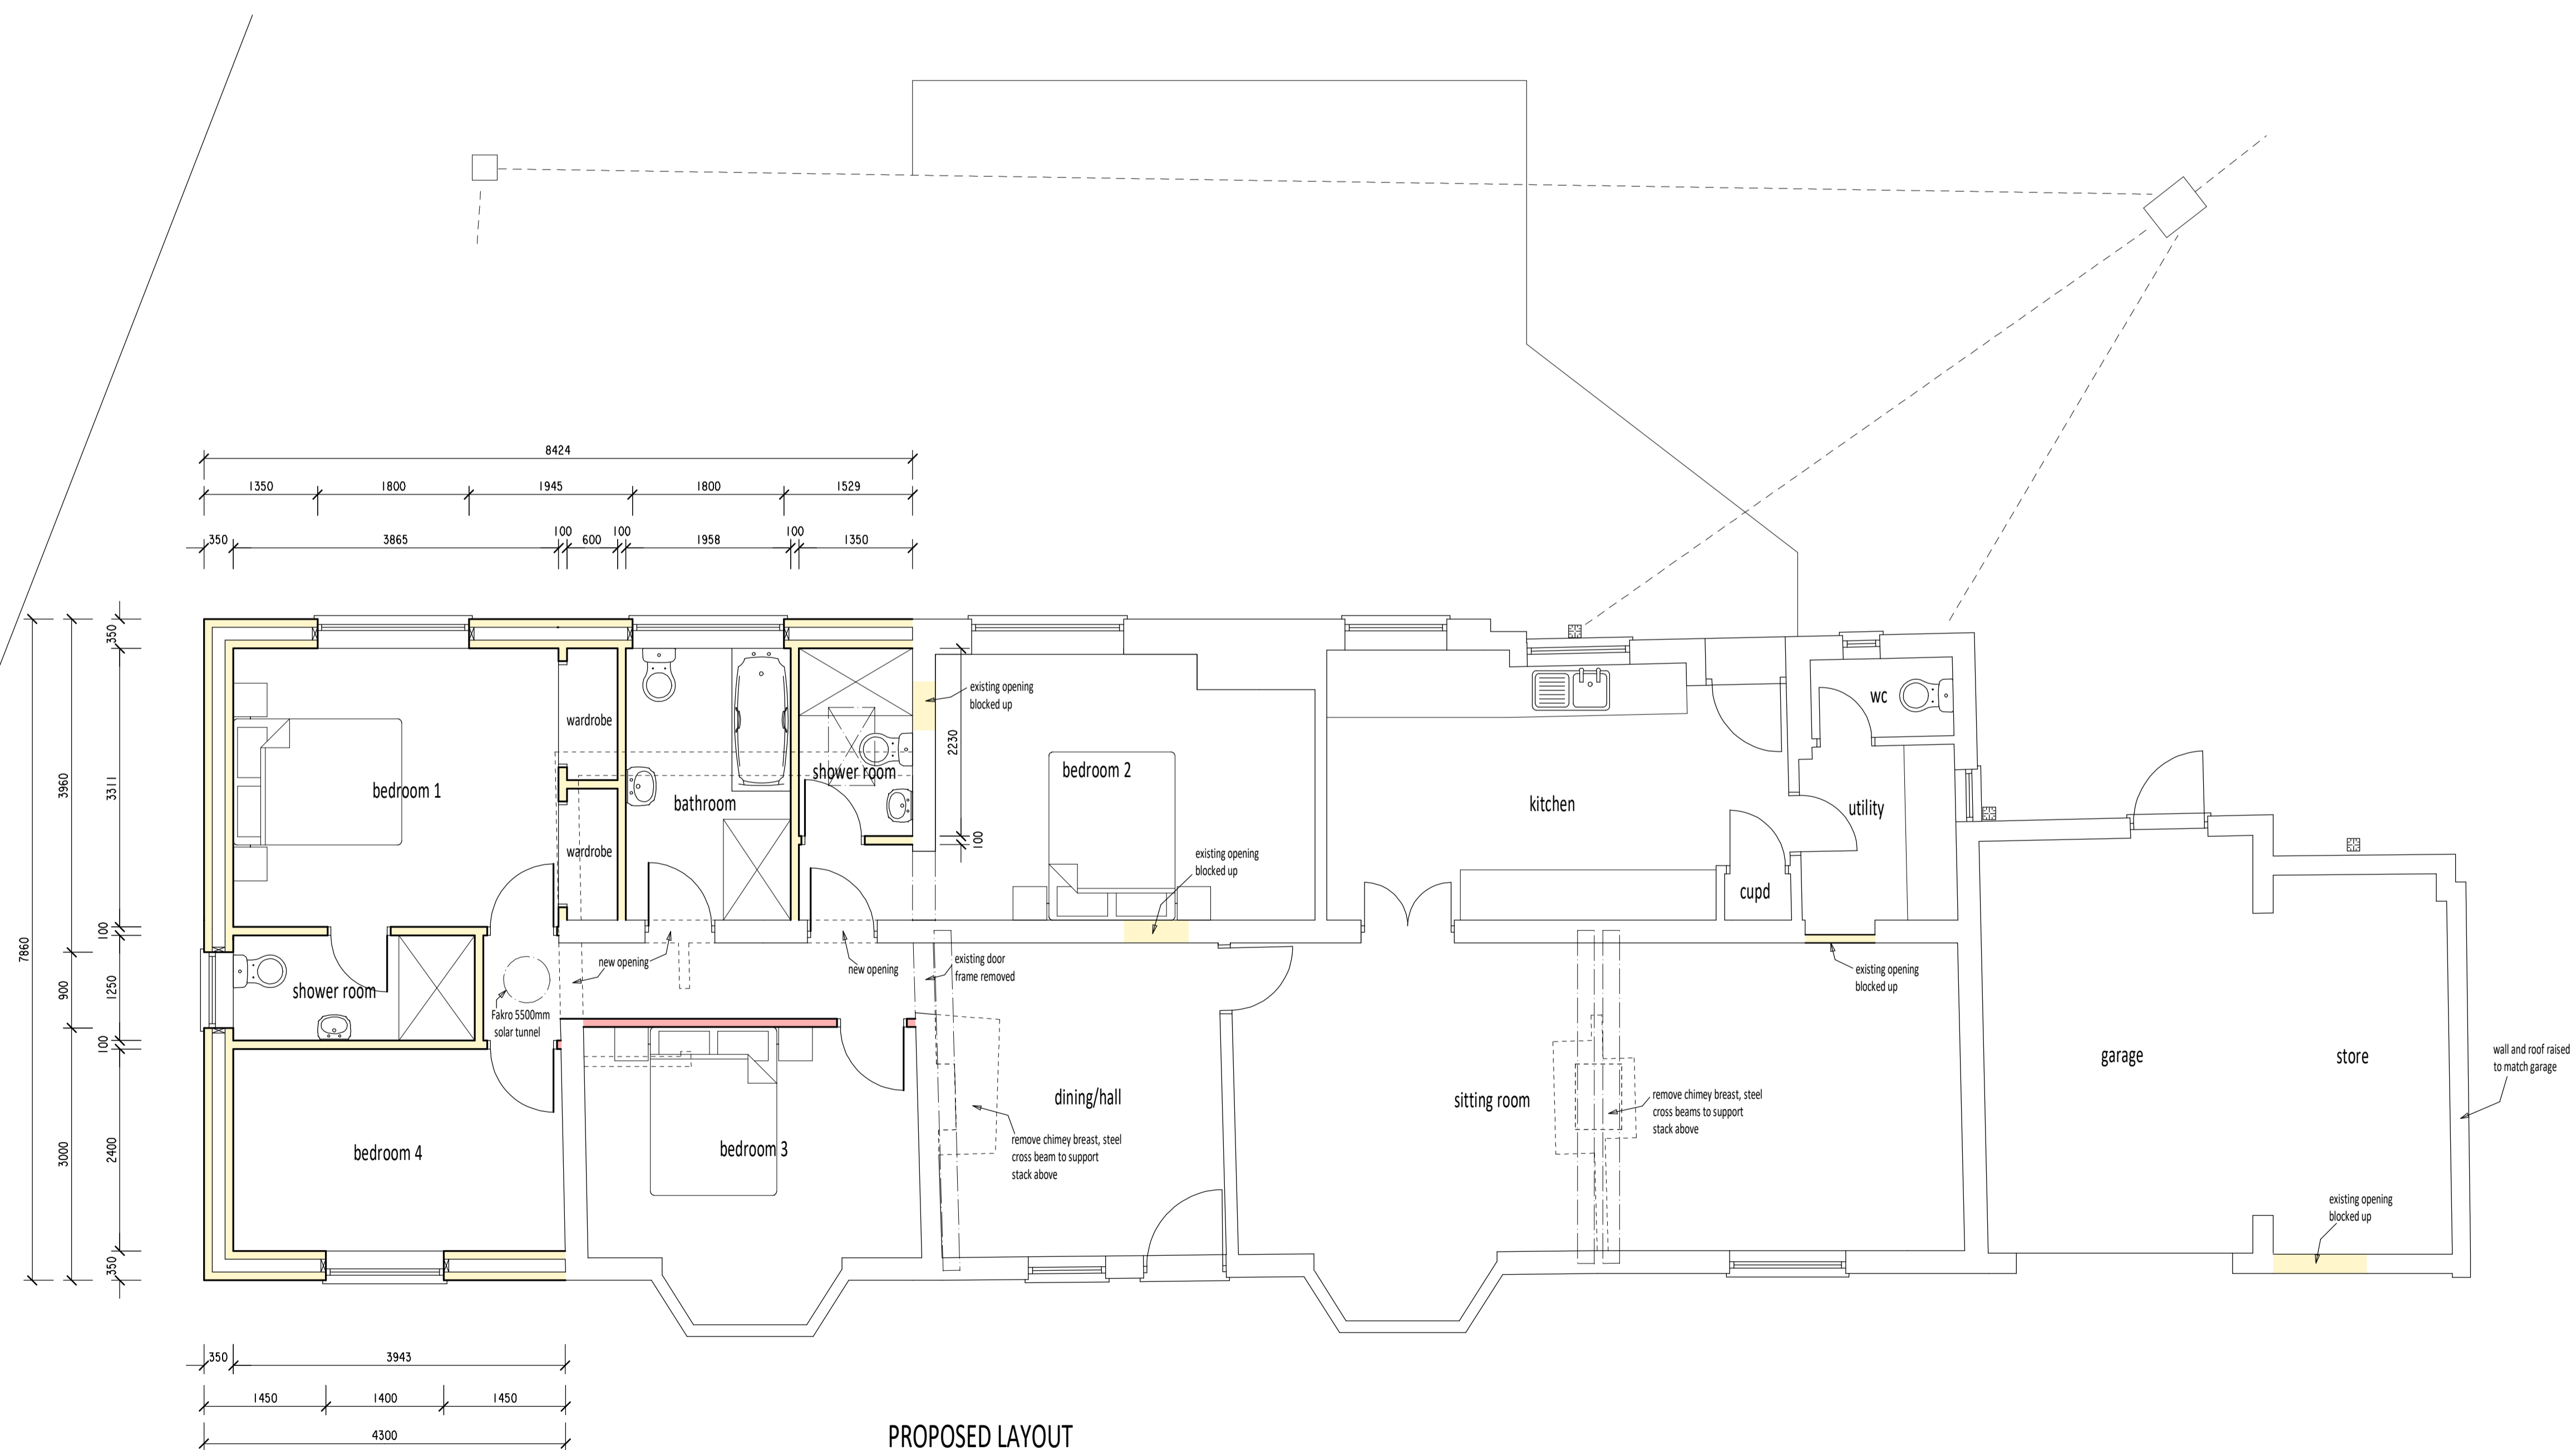 8424
1350 1800 1945 1800 1529
350 3865 100 600 100 1958 100 1350
7860
3960
900
3000
350
3311
100
1250
100
2400
350
wardrobe
wardrobe
bedroom 1
bathroom
shower room
existing opening
blocked up
2230
100
bedroom 2
existing opening
blocked up
kitchen
wc
utility
cupd
shower room
Fakro 5500mm
solar tunnel
new opening
new opening
existing door
frame removed
existing opening
blocked up
bedroom 4
bedroom 3
dining/hall
remove chimey breast, steel
cross beam to support
stack above
sitting room
remove chimey breast, steel
cross beams to support
stack above
garage
store
wall and roof raised
to match garage
existing opening
blocked up
350 3943
1450 1400 1450
4300
PROPOSED LAYOUT